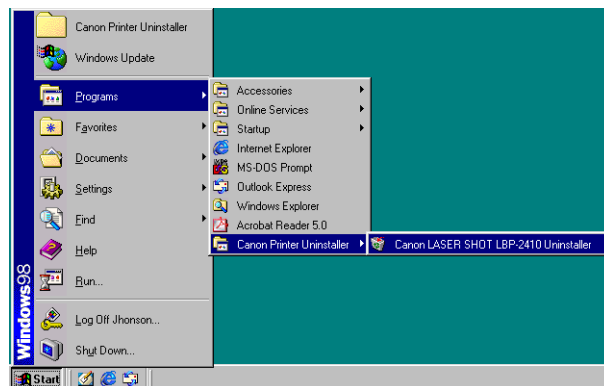 Canon Printer Uninstaller
Windows Update
Programs
Favorites
Documents
Settings
Find
Help
Run...
Log Off Jhonson...
Shut Down...
Windows98
Accessories
Online Services
Startup
Internet Explorer
MS-DOS Prompt
Outlook Express
Windows Explorer
Acrobat Reader 5.0
Canon Printer Uninstaller
Canon LASER SHOT LBP-2410 Uninstaller
Start